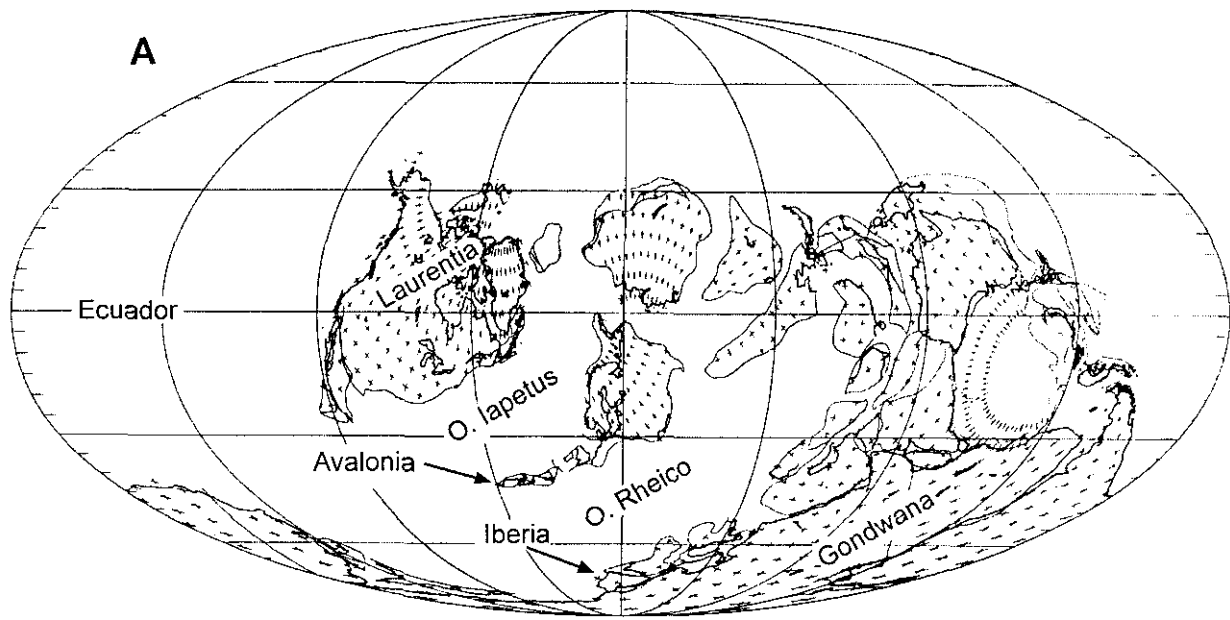 A
Laurentia
Ecuador
O. Iapetus
Avalonia
O. Rheico
Iberia
Gondwana